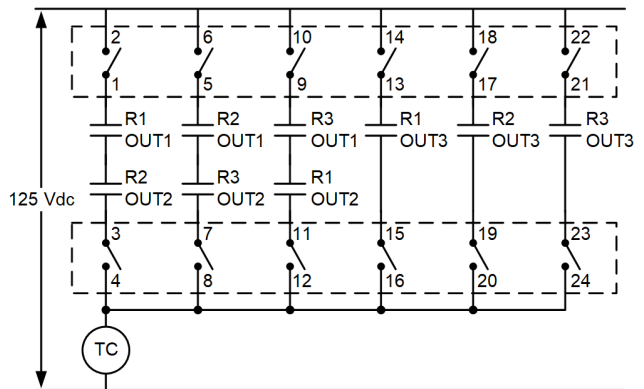 2 6 10 14 18 22
1 5 9 13 17 21
R1 R2 R3 R1 R2 R3
OUT1 OUT1 OUT1 OUT3 OUT3 OUT3
R2 R3 R1
OUT2 OUT2 OUT2
125 Vdc
3 7 11 15 19 23
4 8 12 16 20 24
TC